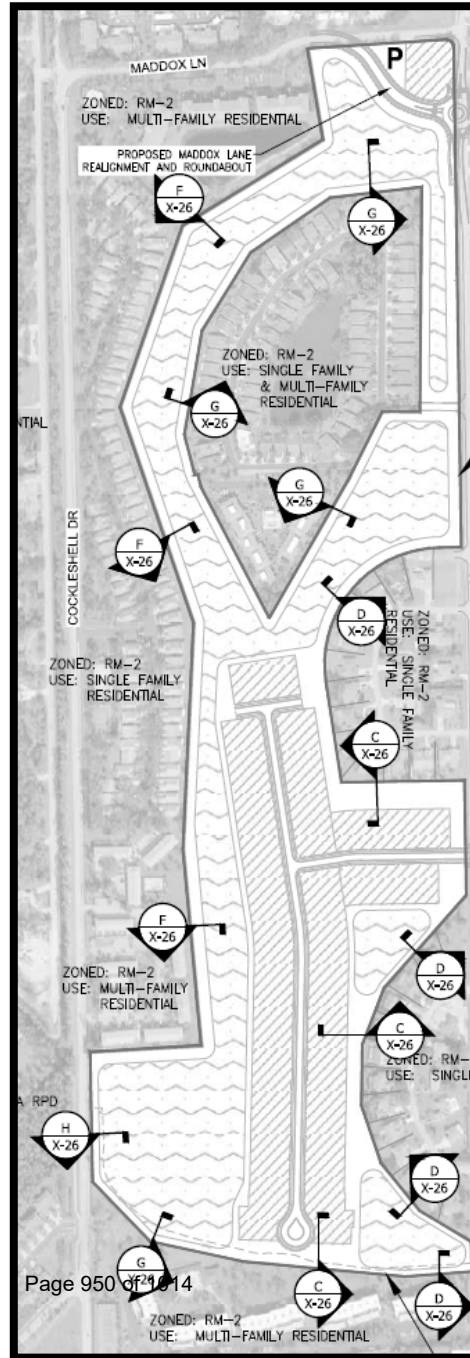 MADDOX LN
P
ZONED: RM-2
USE: MULTI-FAMILY RESIDENTIAL
PROPOSED MADDOX LANE
REALIGNMENT AND ROUNDABOUT
F
X-26
G
X-26
ZONED: RM-2
USE: SINGLE FAMILY
& MULTI-FAMILY
RESIDENTIAL
G
X-26
NTIAL
G
X-26
COCKLESHELL DR
F
X-26
D
X-26
ZONED: RM-2
USE: SINGLE FAMILY
RESIDENTIAL
ZONED: RM-2
USE: SINGLE FAMILY
RESIDENTIAL
C
X-26
F
X-26
D
X-26
ZONED: RM-2
USE: MULTI-FAMILY
RESIDENTIAL
C
X-26
ZONED: RM-
USE: SINGL
A RPD
H
X-26
D
X-26
G
X-26
Page 950 of 1014
C
X-26
D
X-26
ZONED: RM-2
USE: MULTI-FAMILY RESIDENTIAL